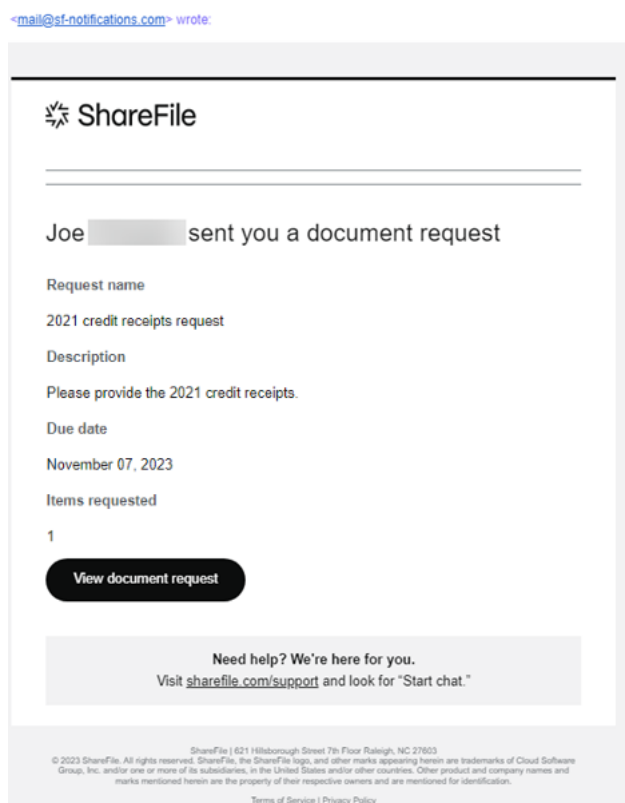 <mail@sf-notifications.com> wrote:
ShareFile
Joe sent you a document request
Request name
2021 credit receipts request
Description
Please provide the 2021 credit receipts.
Due date
November 07, 2023
Items requested
1
View document request
Need help? We're here for you.
Visit sharefile.com/support and look for “Start chat.”
ShareFile | 621 Hillsborough Street 7th Floor Raleigh, NC 27603
© 2023 ShareFile. All rights reserved. ShareFile, the ShareFile logo, and other marks appearing herein are trademarks of Cloud Software
Group, Inc. and/or one or more of its subsidiaries, in the United States and/or other countries. Other product and company names and
marks mentioned herein are the property of their respective owners and are mentioned for identification.
Terms of Service | Privacy Policy